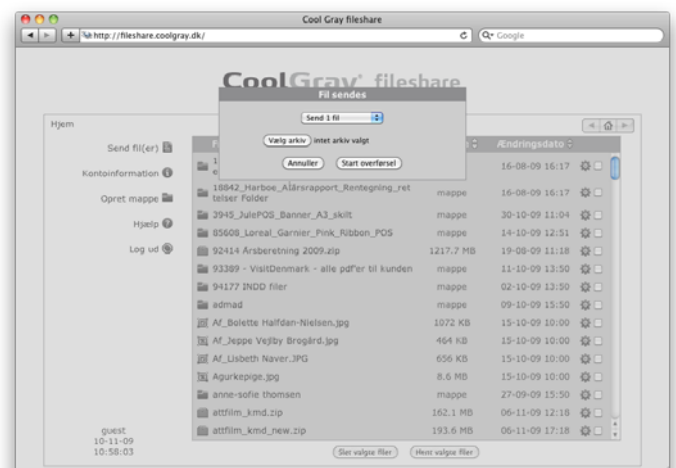 Cool Gray fileshare
http://fileshare.coolgray.dk/
Google
CoolGray fileshare
Fil sendes
Send 1 fil
Vælg arkiv intet arkiv valgt
Annuller Start overførsel
Hjem
Send fil(er)
Kontoinformation
Opret mappe
Hjælp
Log ud
Ændringsdato
16-08-09 16:17
18842_Harboe_Alårsrapport_Rentegning_ret
telser Folder mappe 16-08-09 16:17
3945_JulePOS_Banner_A3_skilt mappe 30-10-09 11:04
85608_Loreal_Garnier_Pink_Ribbon_POS mappe 14-10-09 12:51
92414 Årsberetning 2009.zip 1217.7 MB 19-08-09 11:18
93389 - VisitDenmark - alle pdf'er til kunden mappe 11-10-09 13:50
94177 INDD filer mappe 02-10-09 13:50
admad mappe 09-10-09 15:50
Af_Bolette Halfdan-Nielsen.jpg 1072 KB 15-10-09 10:00
Af_Jeppe Vejlby Brogård.jpg 464 KB 15-10-09 10:00
Af_Lisbeth Naver.JPG 656 KB 15-10-09 10:00
Agurkepige.jpg 8.6 MB 15-10-09 10:00
anne-sofie thomsen mappe 27-09-09 15:50
attfilm_kmd.zip 162.1 MB 06-11-09 12:18
attfilm_kmd_new.zip 193.6 MB 06-11-09 17:18
guest
10-11-09
10:58:03
Slet valgte filer Hent valgte filer